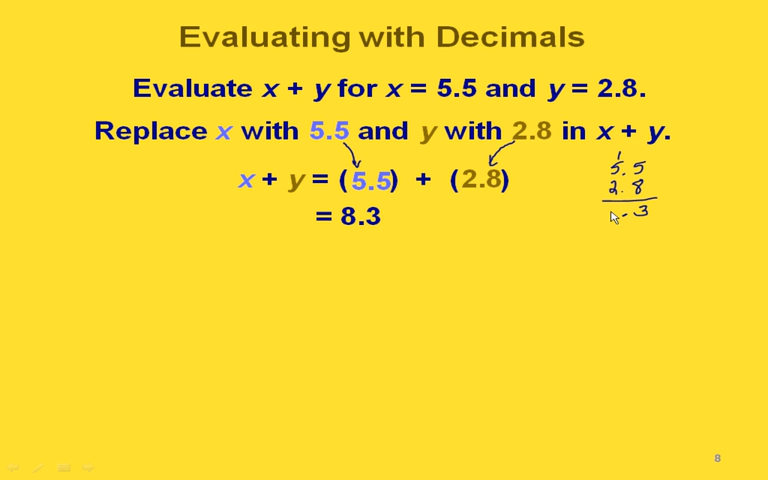 Evaluating with Decimals
Evaluate x + y for x = 5.5 and y = 2.8.
Replace x with 5.5 and y with 2.8 in x + y.
x + y = (5.5) + (2.8)
= 8.3
1
5.5
2.8
.3
8